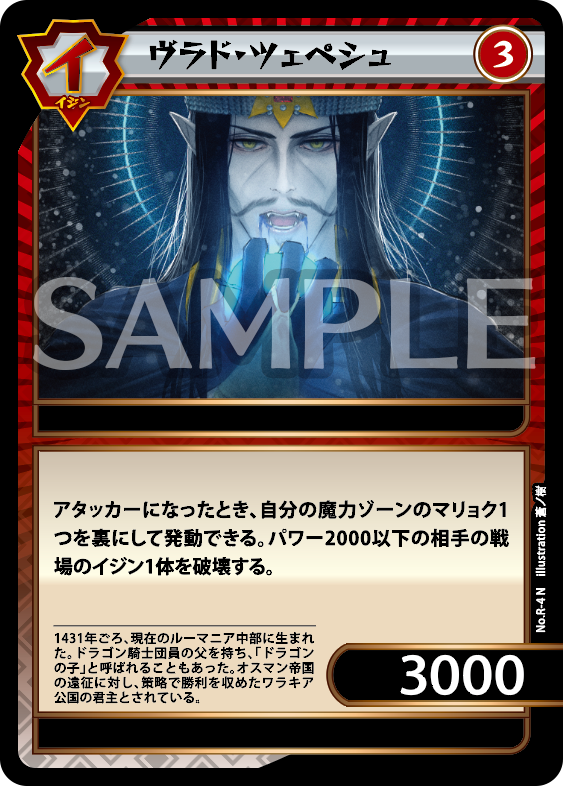 イ
イジン
ヴラド・ツェペシュ
3
SAMPLE
アタッカーになったとき、自分の魔力ゾーンのマリョク1
つを裏にして発動できる。パワー2000以下の相手の戦
場のイジン1体を破壊する。
1431年ごろ、現在のルーマニア中部に生まれ
た。ドラゴン騎士団員の父を持ち、「ドラゴン
の子」と呼ばれることもあった。オスマン帝国
の遠征に対し、策略で勝利を収めたワラキア
公国の君主とされている。
3000
No.R-4 N illustration 蒼ノ樹